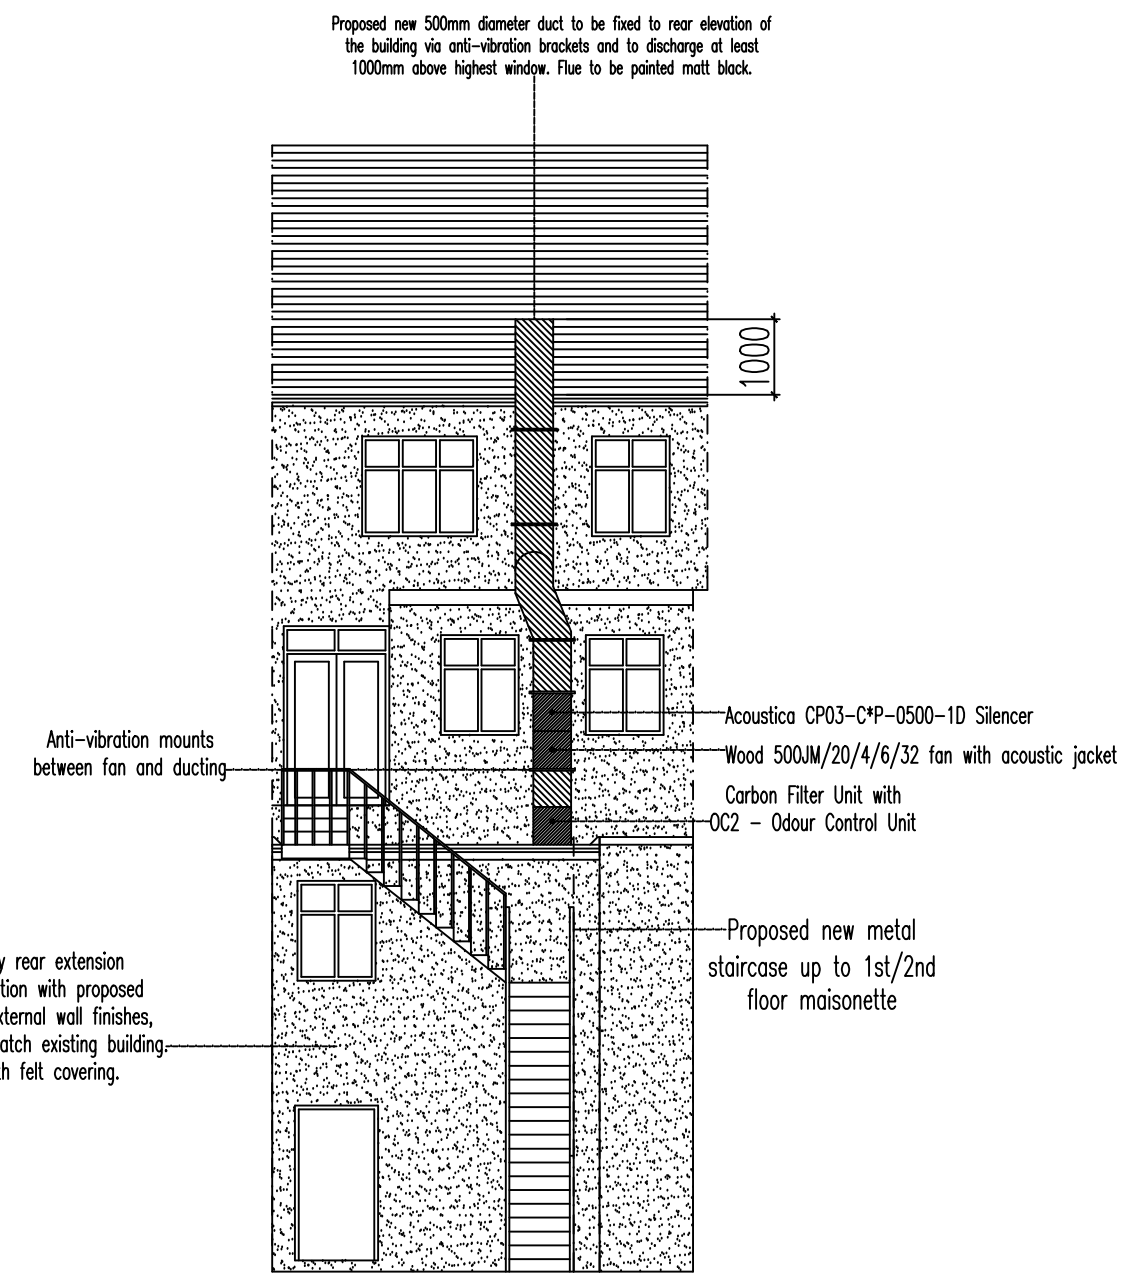 Proposed new 500mm diameter duct to be fixed to rear elevation of
the building via anti-vibration brackets and to discharge at least
1000mm above highest window. Flue to be painted matt black.
1000
Acoustica CP03-C*P-0500-1D Silencer
Anti-vibration mounts
between fan and ducting
Wood 500JM/20/4/6/32 fan with acoustic jacket
Carbon Filter Unit with
OC2 - Odour Control Unit
Proposed new metal
staircase up to 1st/2nd
floor maisonette
rear extension
with proposed
wall finishes,
existing building.
felt covering.